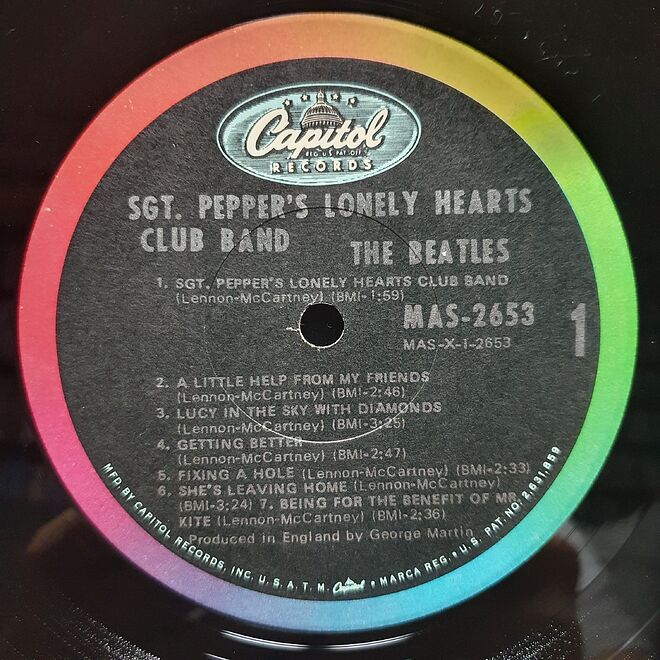 Capitol
REG. U.S. PAT. OFF.
RECORDS
SGT. PEPPER'S LONELY HEARTS
CLUB BAND THE BEATLES
1. SGT. PEPPER'S LONELY HEARTS CLUB BAND
(Lennon-McCartney) (BMI-1:59)
MAS-2653 1
MAS-X-1-2653
2. A LITTLE HELP FROM MY FRIENDS
(Lennon-McCartney) (BMI-2:46)
3. LUCY IN THE SKY WITH DIAMONDS
(Lennon-McCartney) (BMI-3:25)
4. GETTING BETTER
(Lennon-McCartney) (BMI-2:47)
5. FIXING A HOLE (Lennon-McCartney) (BMI-2:33)
6. SHE'S LEAVING HOME (Lennon-McCartney)
(BMI-3:24) 7. BEING FOR THE BENEFIT OF MR.
KITE (Lennon-McCartney) (BMI-2:36)
Produced in England by George Martin
MFD. BY CAPITOL RECORDS, INC. U.S.A. T.M. Capitol • MARCA REG. • U.S. PAT. NO. 2,631,859